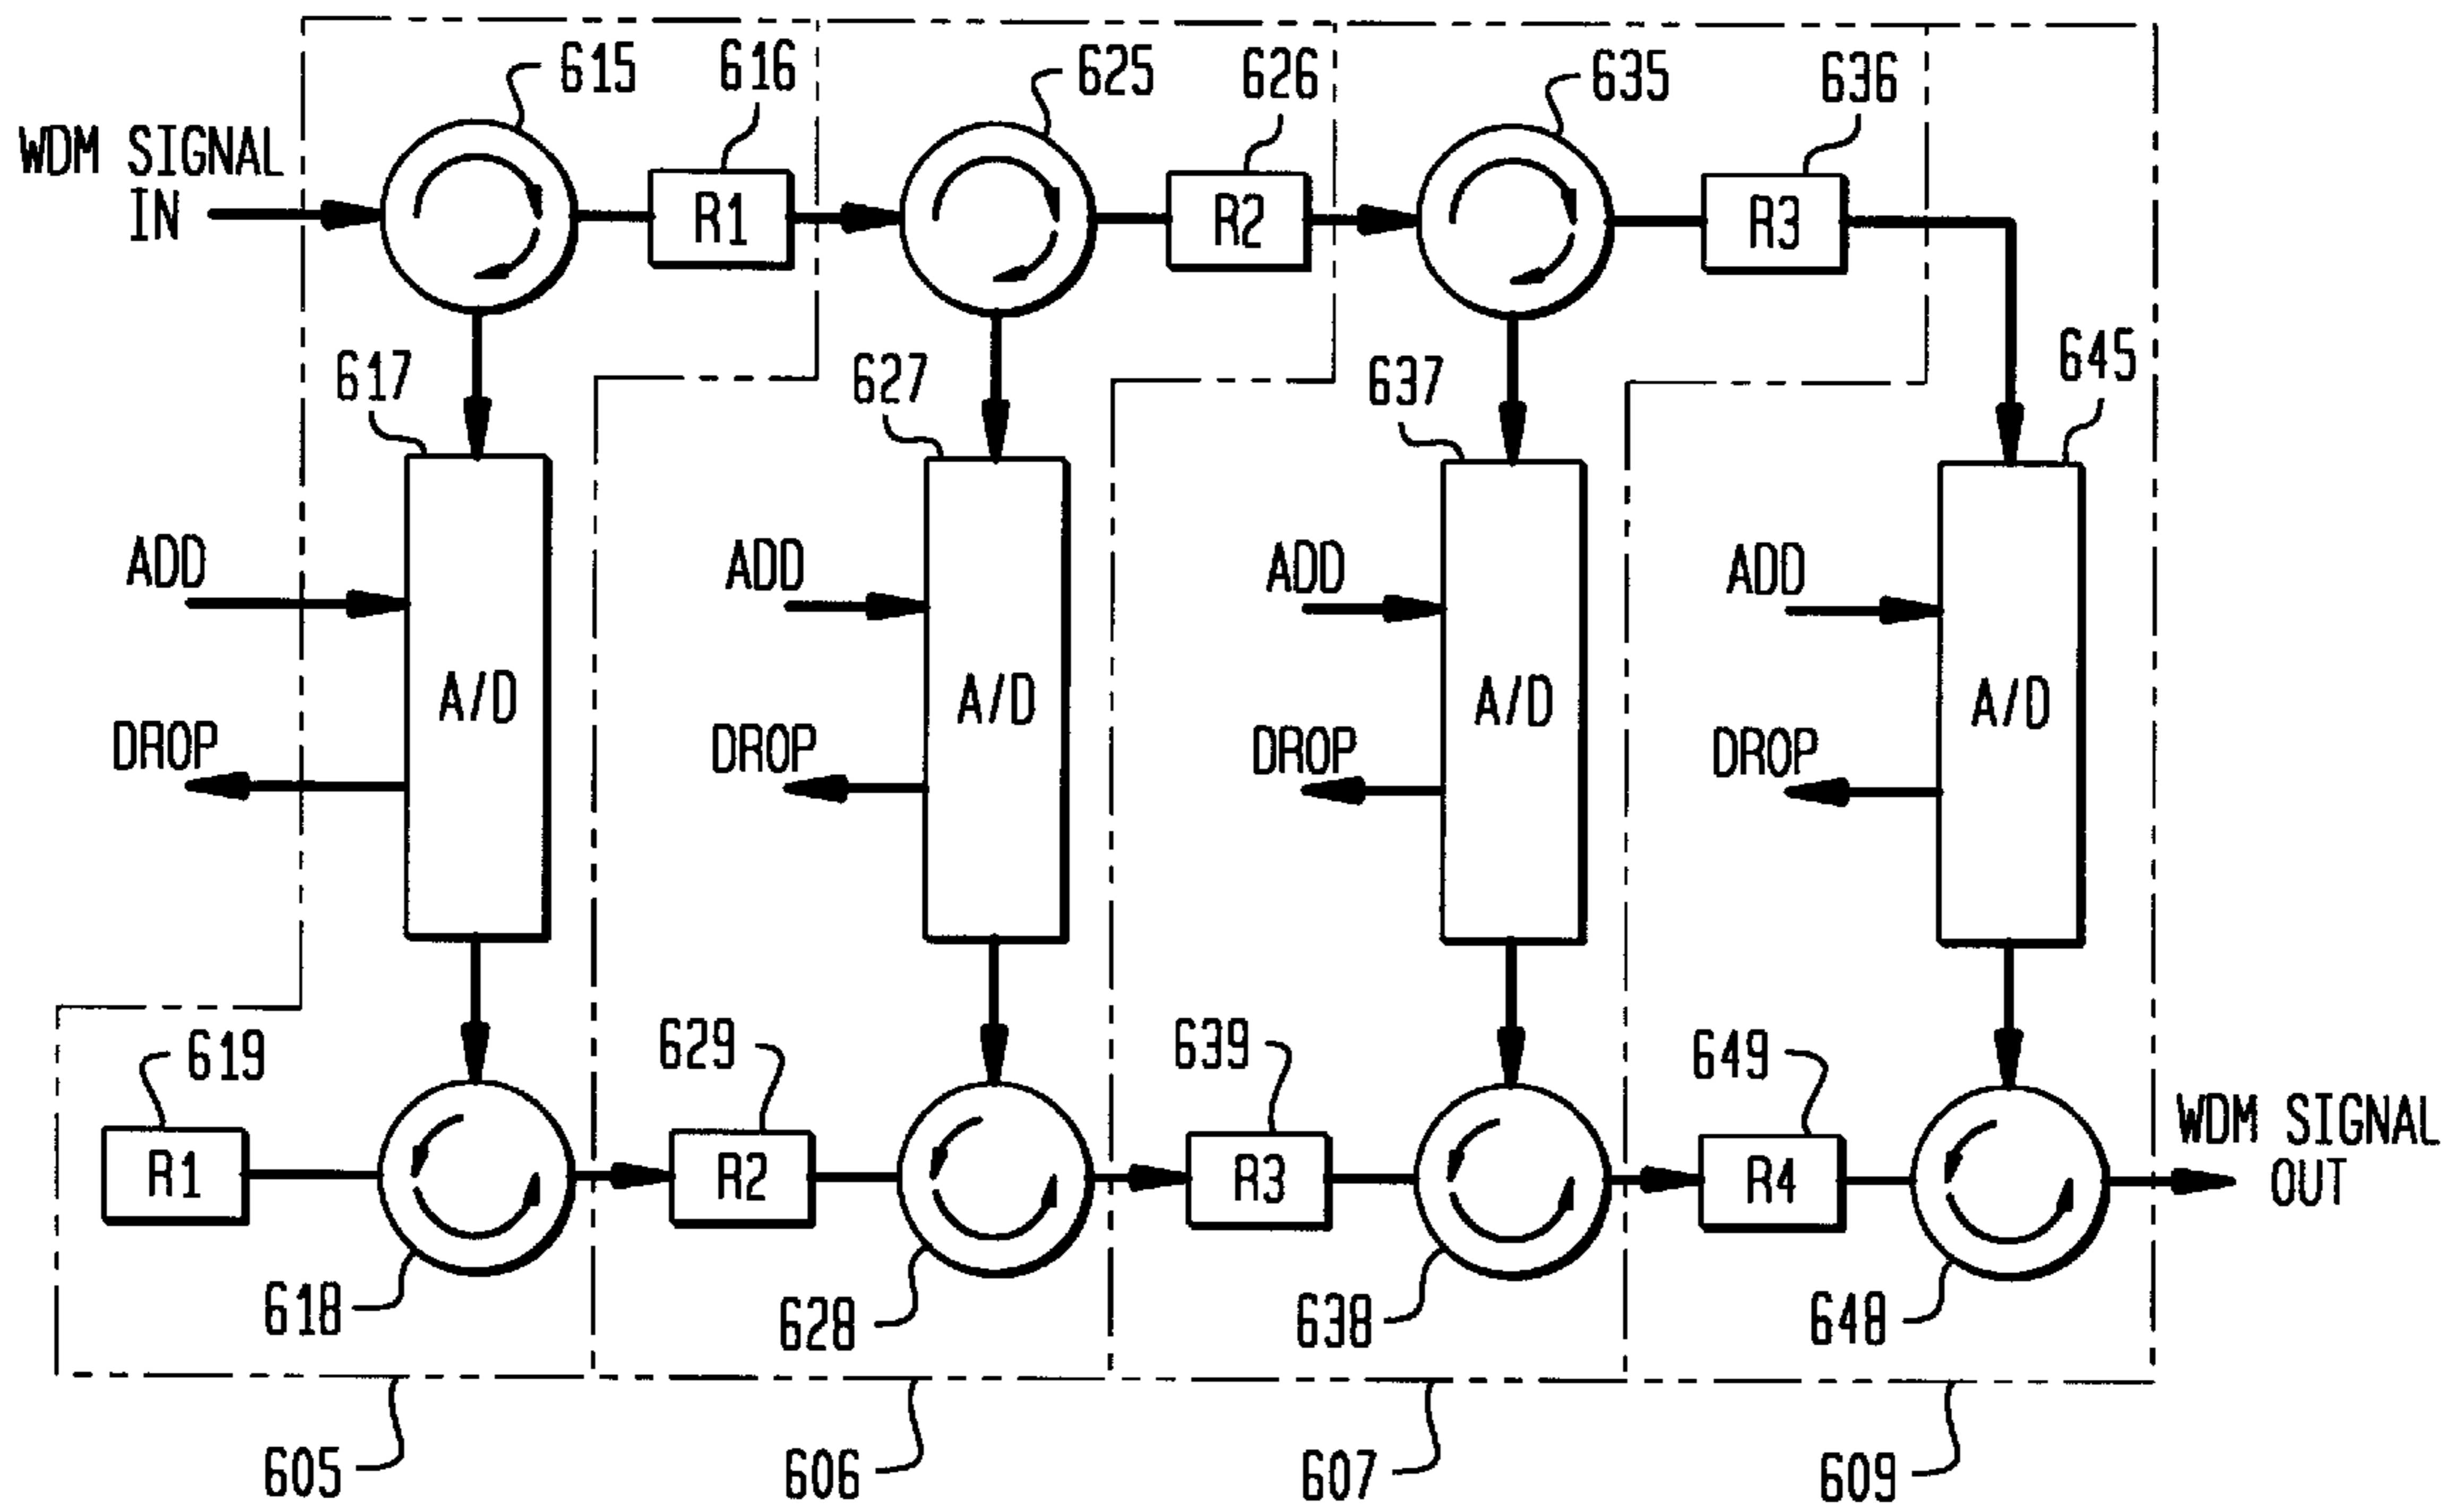 615
616
625
626
635
636
WDM SIGNAL
IN
R1
R2
R3
617
627
637
645
ADD
ADD
ADD
ADD
A/D
A/D
A/D
A/D
DROP
DROP
DROP
DROP
619
629
639
649
WDM SIGNAL
OUT
R1
R2
R3
R4
618
628
638
648
605
606
607
609